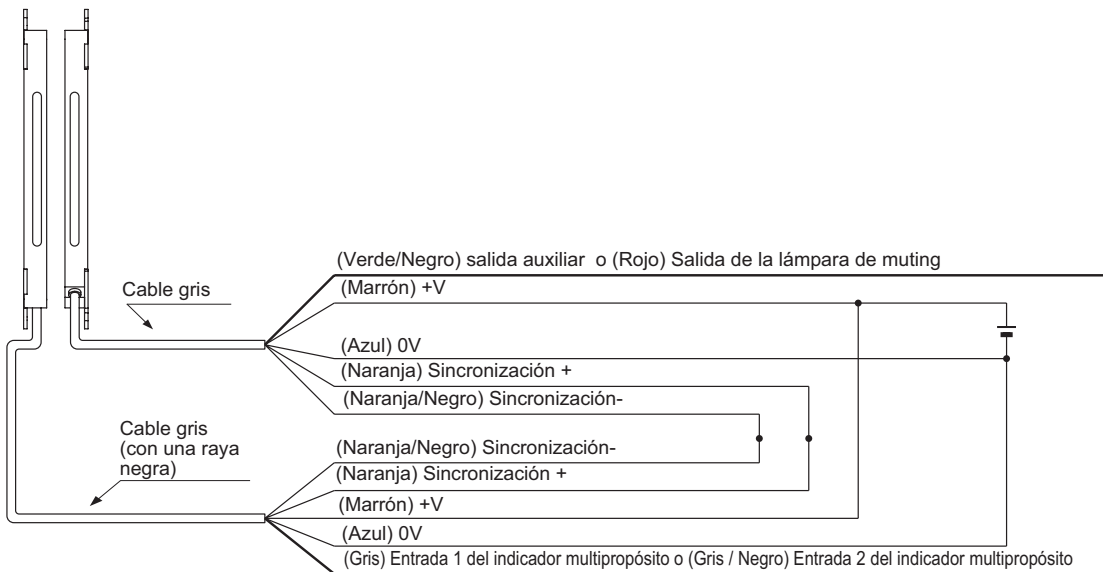 (Verde/Negro) salida auxiliar o (Rojo) Salida de la lámpara de muting
Cable gris
(Marrón) +V
(Azul) 0V
(Naranja) Sincronización +
(Naranja/Negro) Sincronización-
Cable gris
(con una raya
negra)
(Naranja/Negro) Sincronización-
(Naranja) Sincronización +
(Marrón) +V
(Azul) 0V
(Gris) Entrada 1 del indicador multipropósito o (Gris / Negro) Entrada 2 del indicador multipropósito